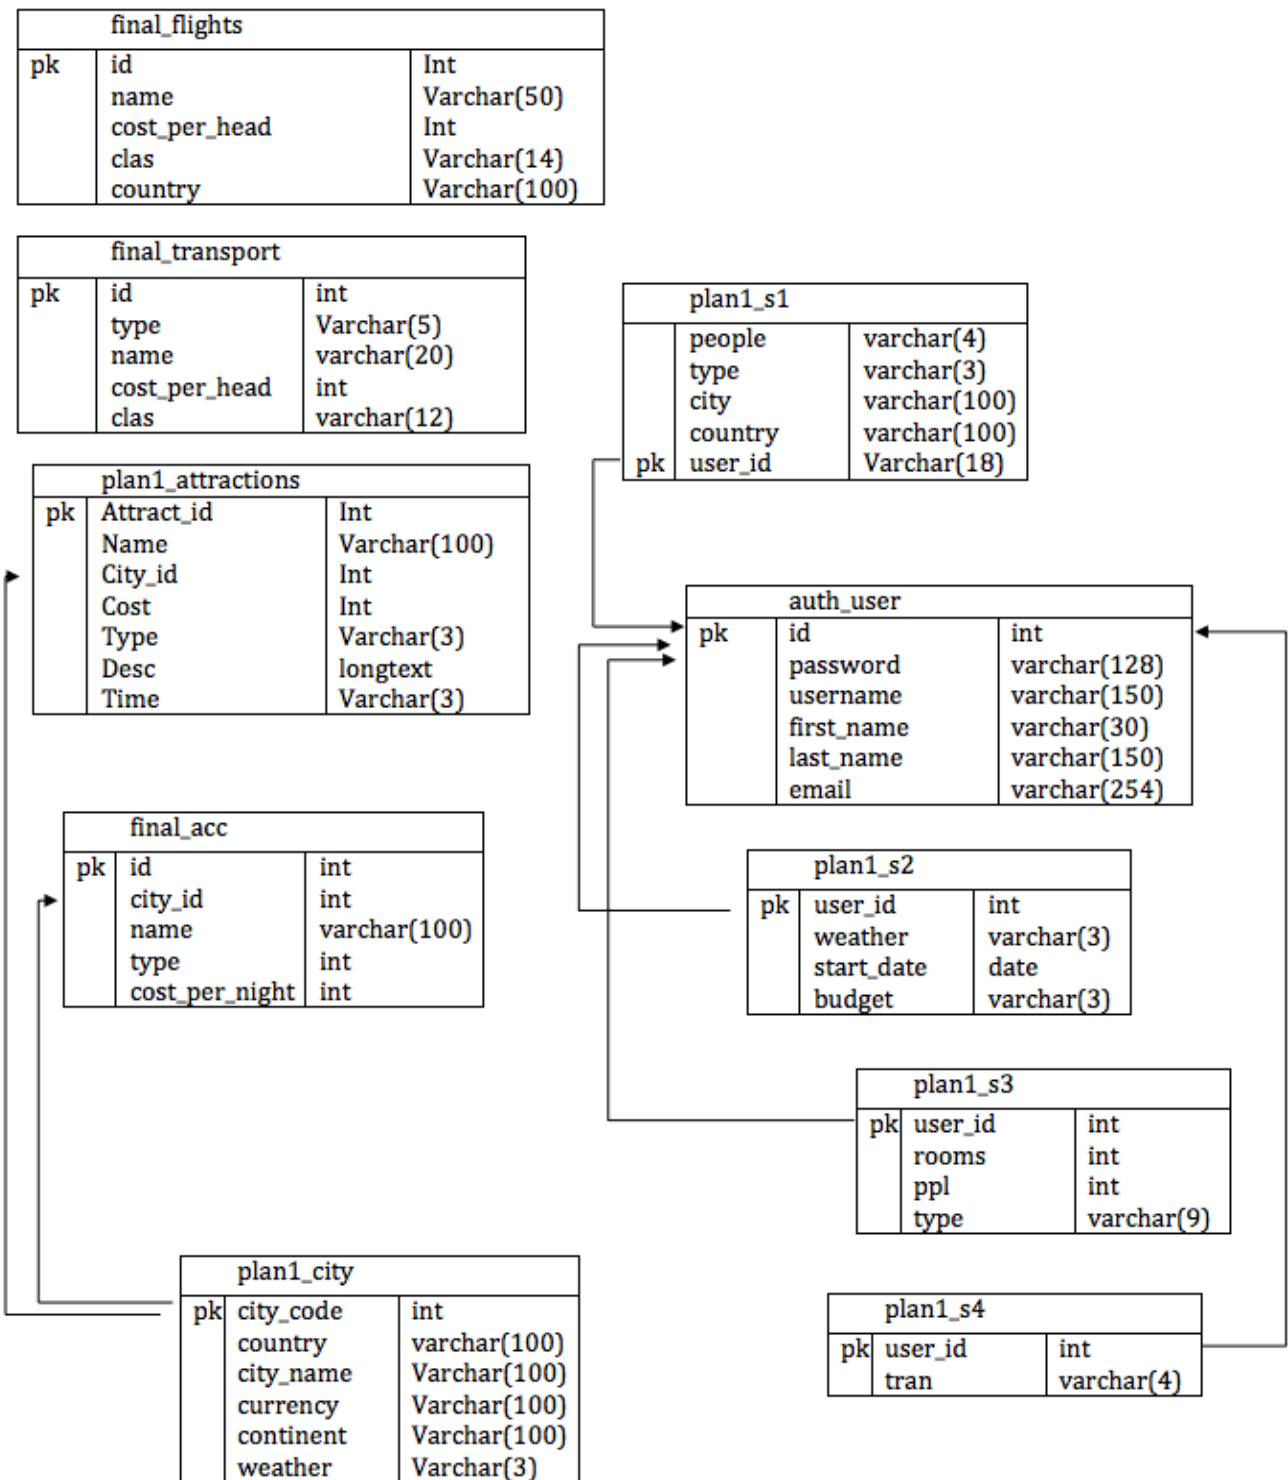 final_flights
pk id Int
name Varchar(50)
cost_per_head Int
clas Varchar(14)
country Varchar(100)
final_transport
pk id int
type Varchar(5)
name varchar(20)
cost_per_head int
clas varchar(12)
plan1_attractions
pk Attract_id Int
Name Varchar(100)
City_id Int
Cost Int
Type Varchar(3)
Desc longtext
Time Varchar(3)
final_acc
pk id int
city_id int
name varchar(100)
type int
cost_per_night int
plan1_city
pk city_code int
country varchar(100)
city_name Varchar(100)
currency Varchar(100)
continent Varchar(100)
weather Varchar(3)
plan1_s1
people varchar(4)
type varchar(3)
city varchar(100)
country varchar(100)
pk user_id Varchar(18)
auth_user
pk id int
password varchar(128)
username varchar(150)
first_name varchar(30)
last_name varchar(150)
email varchar(254)
plan1_s2
pk user_id int
weather varchar(3)
start_date date
budget varchar(3)
plan1_s3
pk user_id int
rooms int
ppl int
type varchar(9)
plan1_s4
pk user_id int
tran varchar(4)